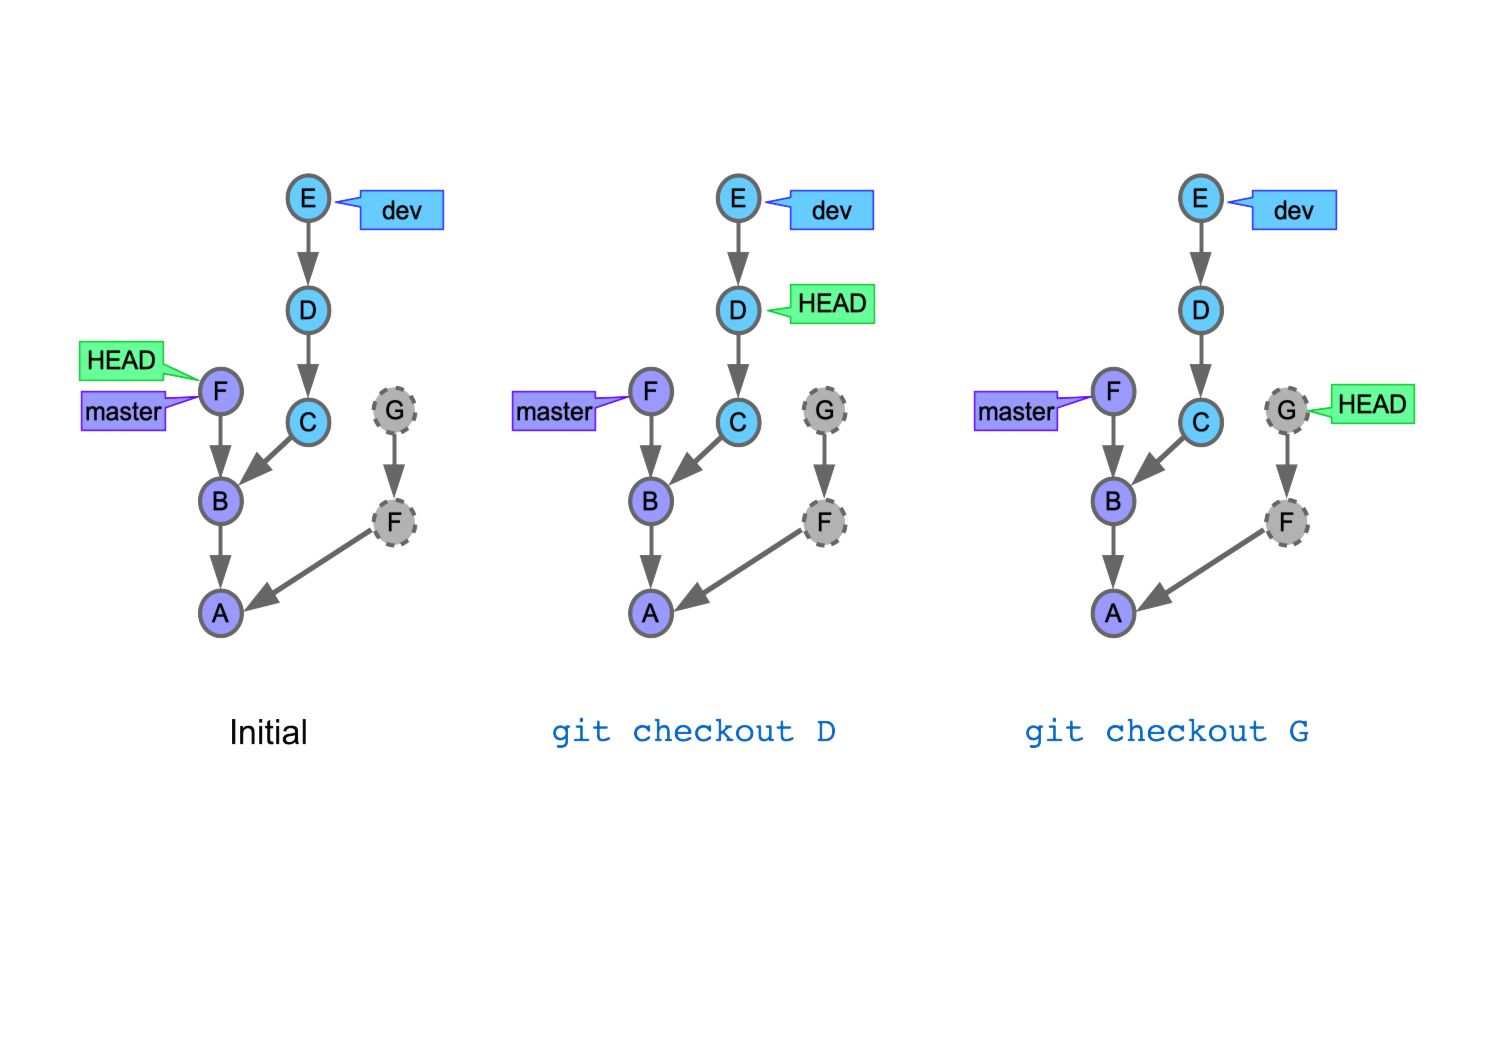 E
dev
D
HEAD
F
master
G
C
B
F
A
Initial
E
dev
D
HEAD
F
master
G
C
B
F
A
git checkout D
E
dev
D
F
master
G
HEAD
C
B
F
A
git checkout G